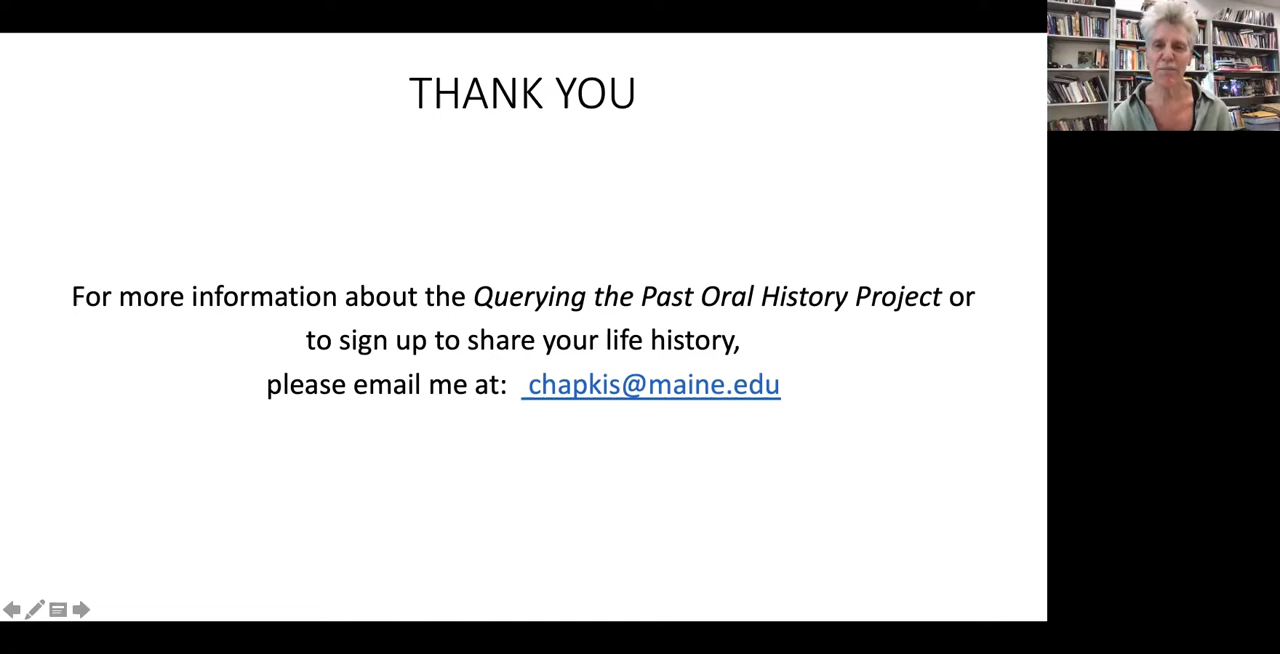 THANK YOU
For more information about the Querying the Past Oral History Project or
to sign up to share your life history,
please email me at: chapkis@maine.edu